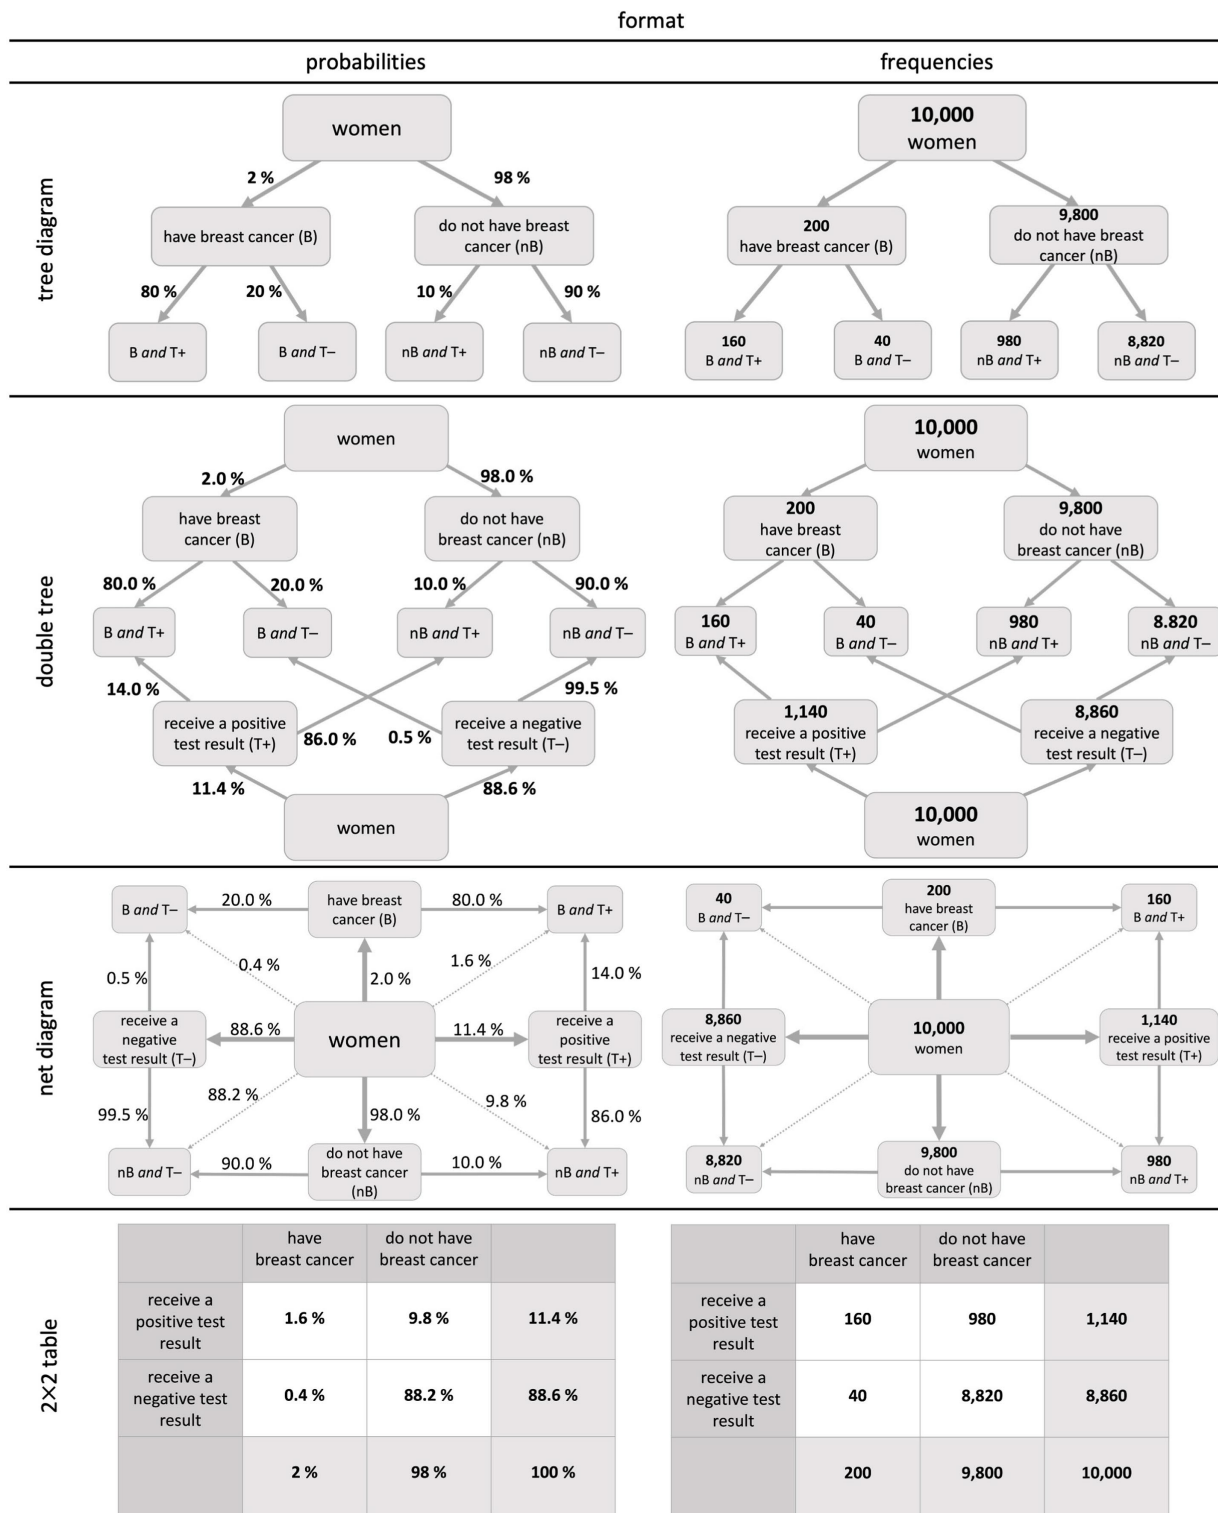 format
probabilities
frequencies
tree diagram
women
2 %
98 %
have breast cancer (B)
do not have breast
cancer (nB)
80 %
20 %
10 %
90 %
B and T+
B and T–
nB and T+
nB and T–
10,000
women
200
have breast cancer (B)
9,800
do not have breast
cancer (nB)
160
B and T+
40
B and T–
980
nB and T+
8,820
nB and T–
double tree
women
2.0 %
98.0 %
have breast
cancer (B)
do not have
breast cancer (nB)
80.0 %
20.0 %
10.0 %
90.0 %
B and T+
B and T–
nB and T+
nB and T–
14.0 %
99.5 %
receive a positive
test result (T+)
86.0 %
0.5 %
receive a negative
test result (T–)
11.4 %
88.6 %
women
10,000
women
200
have breast
cancer (B)
9,800
do not have
breast cancer (nB)
160
B and T+
40
B and T–
980
nB and T+
8.820
nB and T–
1,140
receive a positive
test result (T+)
8,860
receive a negative
test result (T–)
10,000
women
net diagram
B and T–
20.0 %
have breast
cancer (B)
80.0 %
B and T+
0.5 %
0.4 %
2.0 %
1.6 %
14.0 %
receive a
negative
test result (T–)
88.6 %
women
11.4 %
receive a
positive
test result (T+)
99.5 %
88.2 %
98.0 %
9.8 %
86.0 %
nB and T–
90.0 %
do not have
breast cancer
(nB)
10.0 %
nB and T+
40
B and T–
200
have breast
cancer (B)
160
B and T+
8,860
receive a negative
test result (T–)
10,000
women
1,140
receive a positive
test result (T+)
8,820
nB and T–
9,800
do not have
breast cancer (nB)
980
nB and T+
2×2 table
have
breast cancer
do not have
breast cancer
receive a
positive test
result
1.6 %
9.8 %
11.4 %
receive a
negative test
result
0.4 %
88.2 %
88.6 %
2 %
98 %
100 %
have
breast cancer
do not have
breast cancer
receive a
positive test
result
160
980
1,140
receive a
negative test
result
40
8,820
8,860
200
9,800
10,000